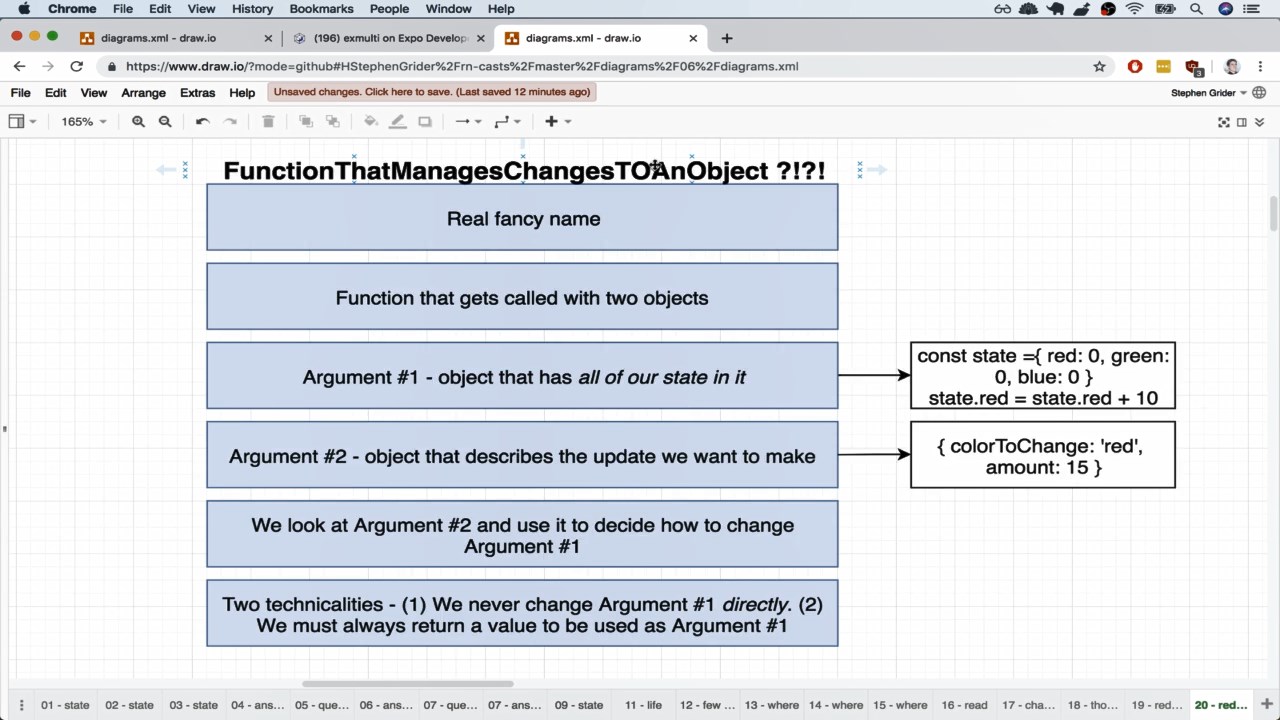 Chrome File Edit View History Bookmarks People Window Help
diagrams.xml - draw.io
(196) exmulti on Expo Develop
diagrams.xml - draw.io
https://www.draw.io/?mode=github#HStephenGrider%2Frn-casts%2Fmaster%2Fdiagrams%2F06%2Fdiagrams.xml
3
File Edit View Arrange Extras Help
Unsaved changes. Click here to save. (Last saved 12 minutes ago)
Stephen Grider
165%
FunctionThatManagesChangesTOAnObject ?!?!
Real fancy name
Function that gets called with two objects
Argument #1 - object that has all of our state in it
const state ={ red: 0, green:
0, blue: 0 }
state.red = state.red + 10
Argument #2 - object that describes the update we want to make
{ colorToChange: 'red',
amount: 15 }
We look at Argument #2 and use it to decide how to change
Argument #1
Two technicalities - (1) We never change Argument #1 directly. (2)
We must always return a value to be used as Argument #1
01 - state
02 - state
03 - state
04 - ans...
05 - que...
06 - ans...
07 - que...
07 - ans...
09 - state
11 - life
12 - few ...
13 - where
14 - where
15 - where
16 - read
17 - cha...
18 - tho...
19 - red...
20 - red...